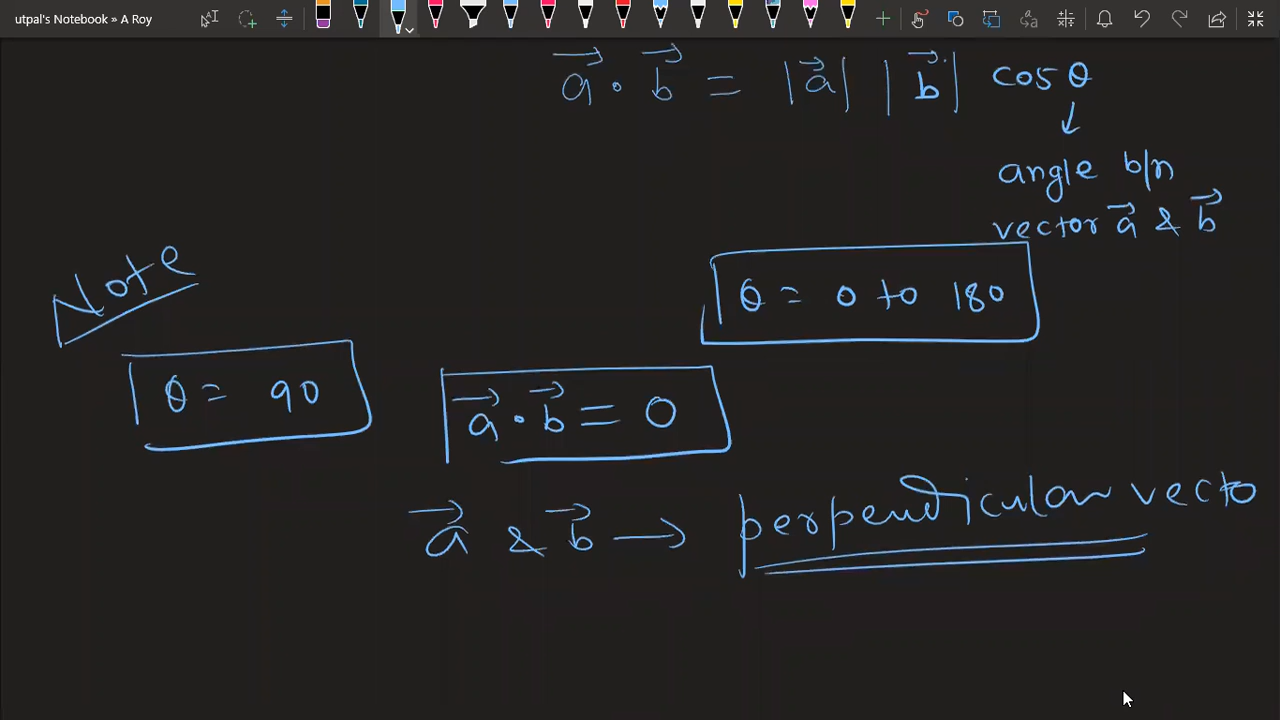 utpal's Notebook » A Roy
a⃗ · b⃗ = |a⃗| |b⃗| cos θ
↓
angle b/n
vector a⃗ & b⃗
Note
θ = 0 to 180
θ = 90
a⃗ · b⃗ = 0
a⃗ & b⃗ → perpendicular vecto